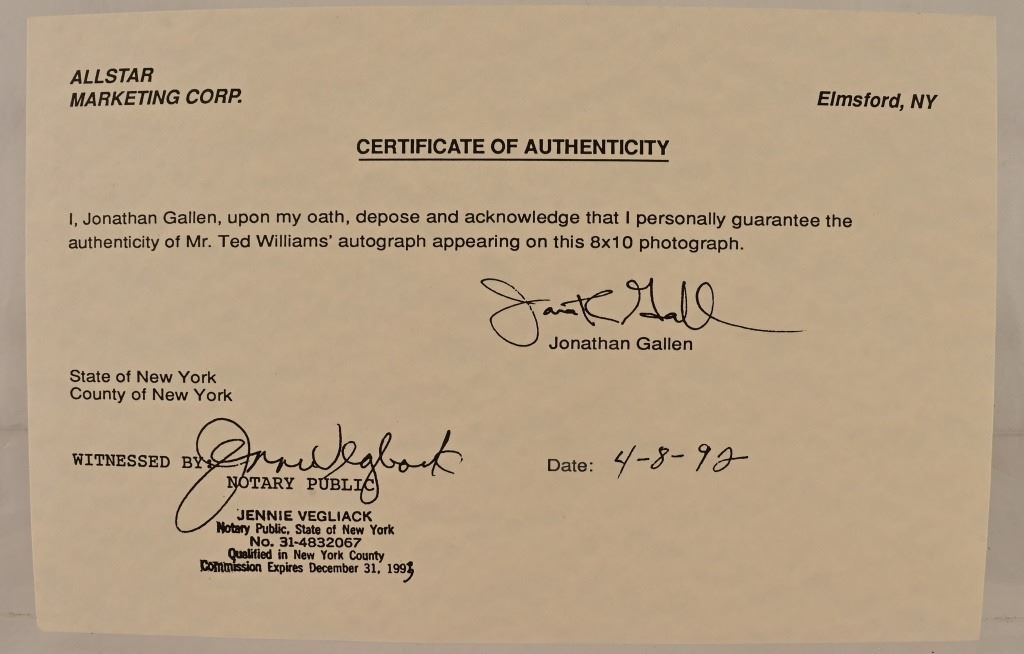 ALLSTAR
MARKETING CORP.
Elmsford, NY
CERTIFICATE OF AUTHENTICITY
I, Jonathan Gallen, upon my oath, depose and acknowledge that I personally guarantee the
authenticity of Mr. Ted Williams' autograph appearing on this 8x10 photograph.
Jonathan Gallen
State of New York
County of New York
WITNESSED BY:
NOTARY PUBLIC
Date: 4-8-92
JENNIE VEGLIACK
Notary Public, State of New York
No. 31-4832067
Qualified in New York County
Commission Expires December 31, 1993